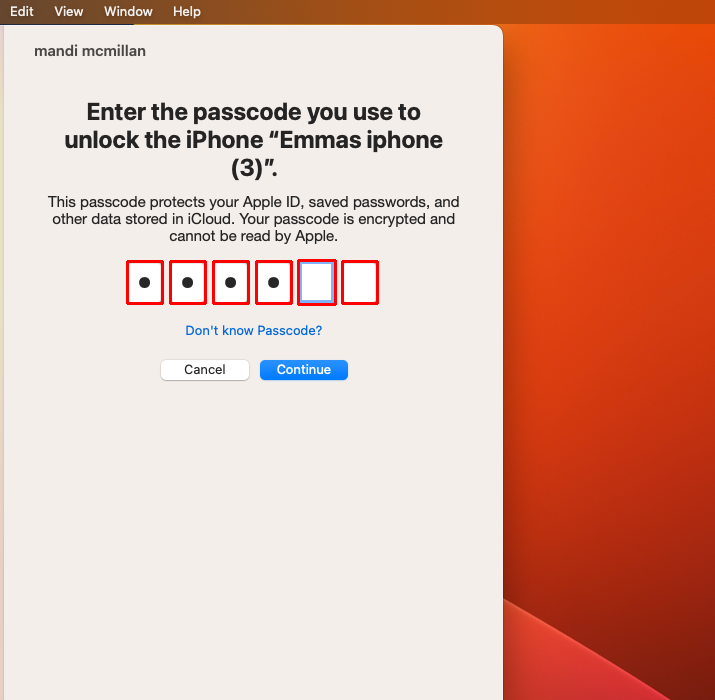 Edit View Window Help
mandi mcmillan
Enter the passcode you use to
unlock the iPhone “Emmas iphone
(3)”.
This passcode protects your Apple ID, saved passwords, and
other data stored in iCloud. Your passcode is encrypted and
cannot be read by Apple.
Don't know Passcode?
Cancel Continue